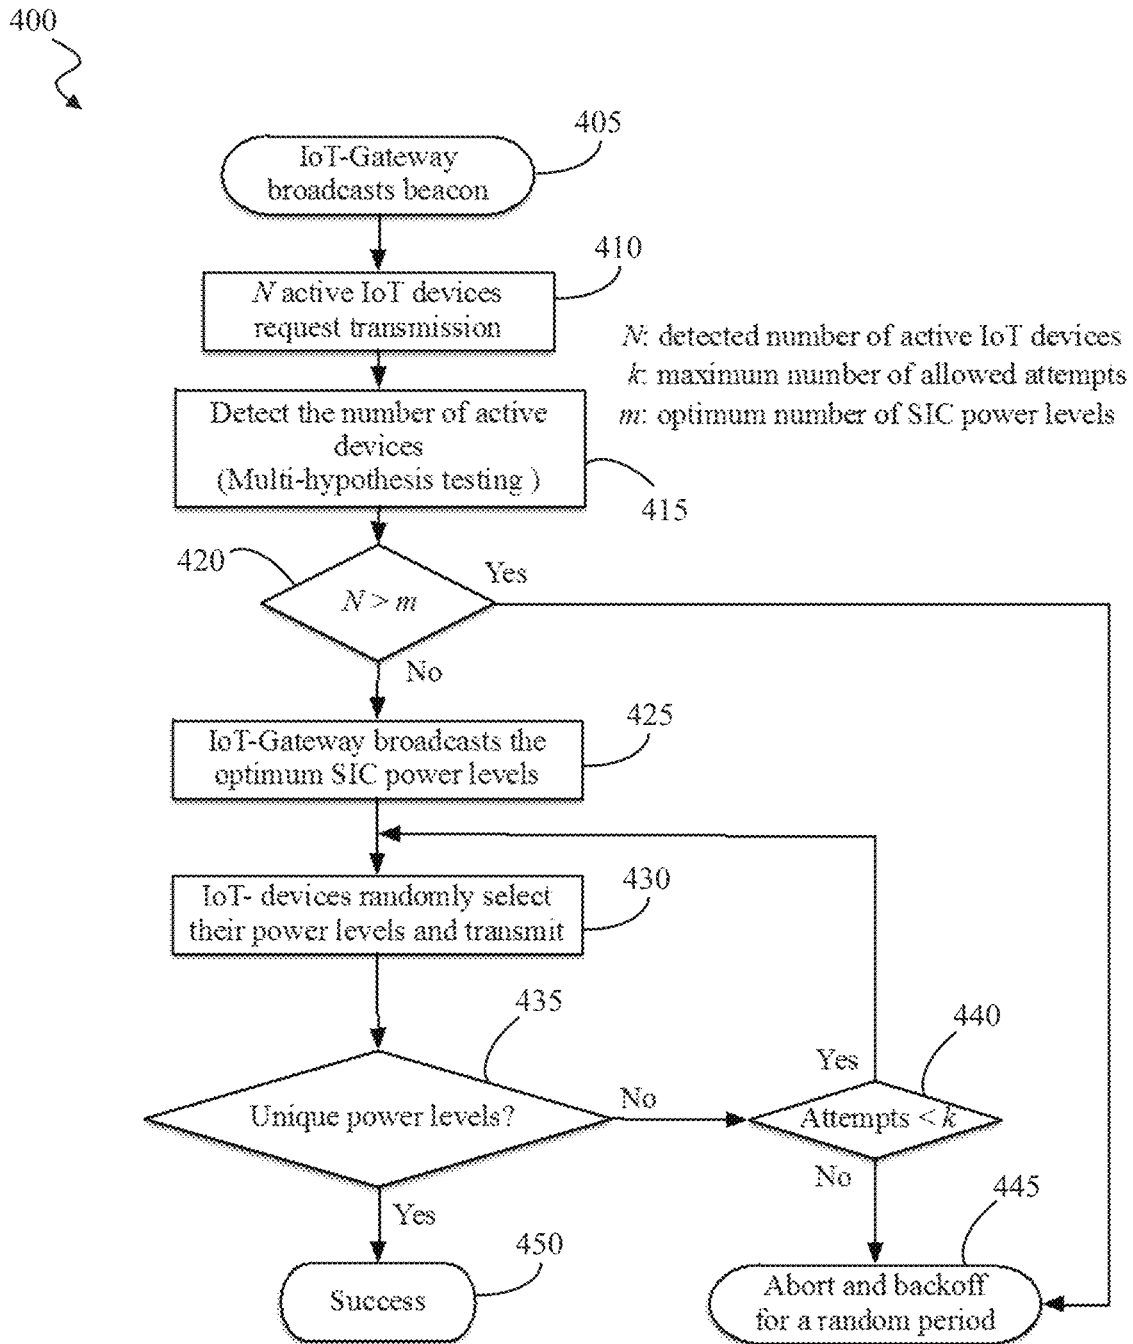 400
405
IoT-Gateway
broadcasts beacon
410
N active IoT devices
request transmission
N: detected number of active IoT devices
k: maximum number of allowed attempts
m: optimum number of SIC power levels
Detect the number of active
devices
(Multi-hypothesis testing )
415
420
Yes
N > m
No
425
IoT-Gateway broadcasts the
optimum SIC power levels
430
IoT- devices randomly select
their power levels and transmit
435
440
Yes
Unique power levels?
No
Attempts < k
No
445
Yes
450
Success
Abort and backoff
for a random period